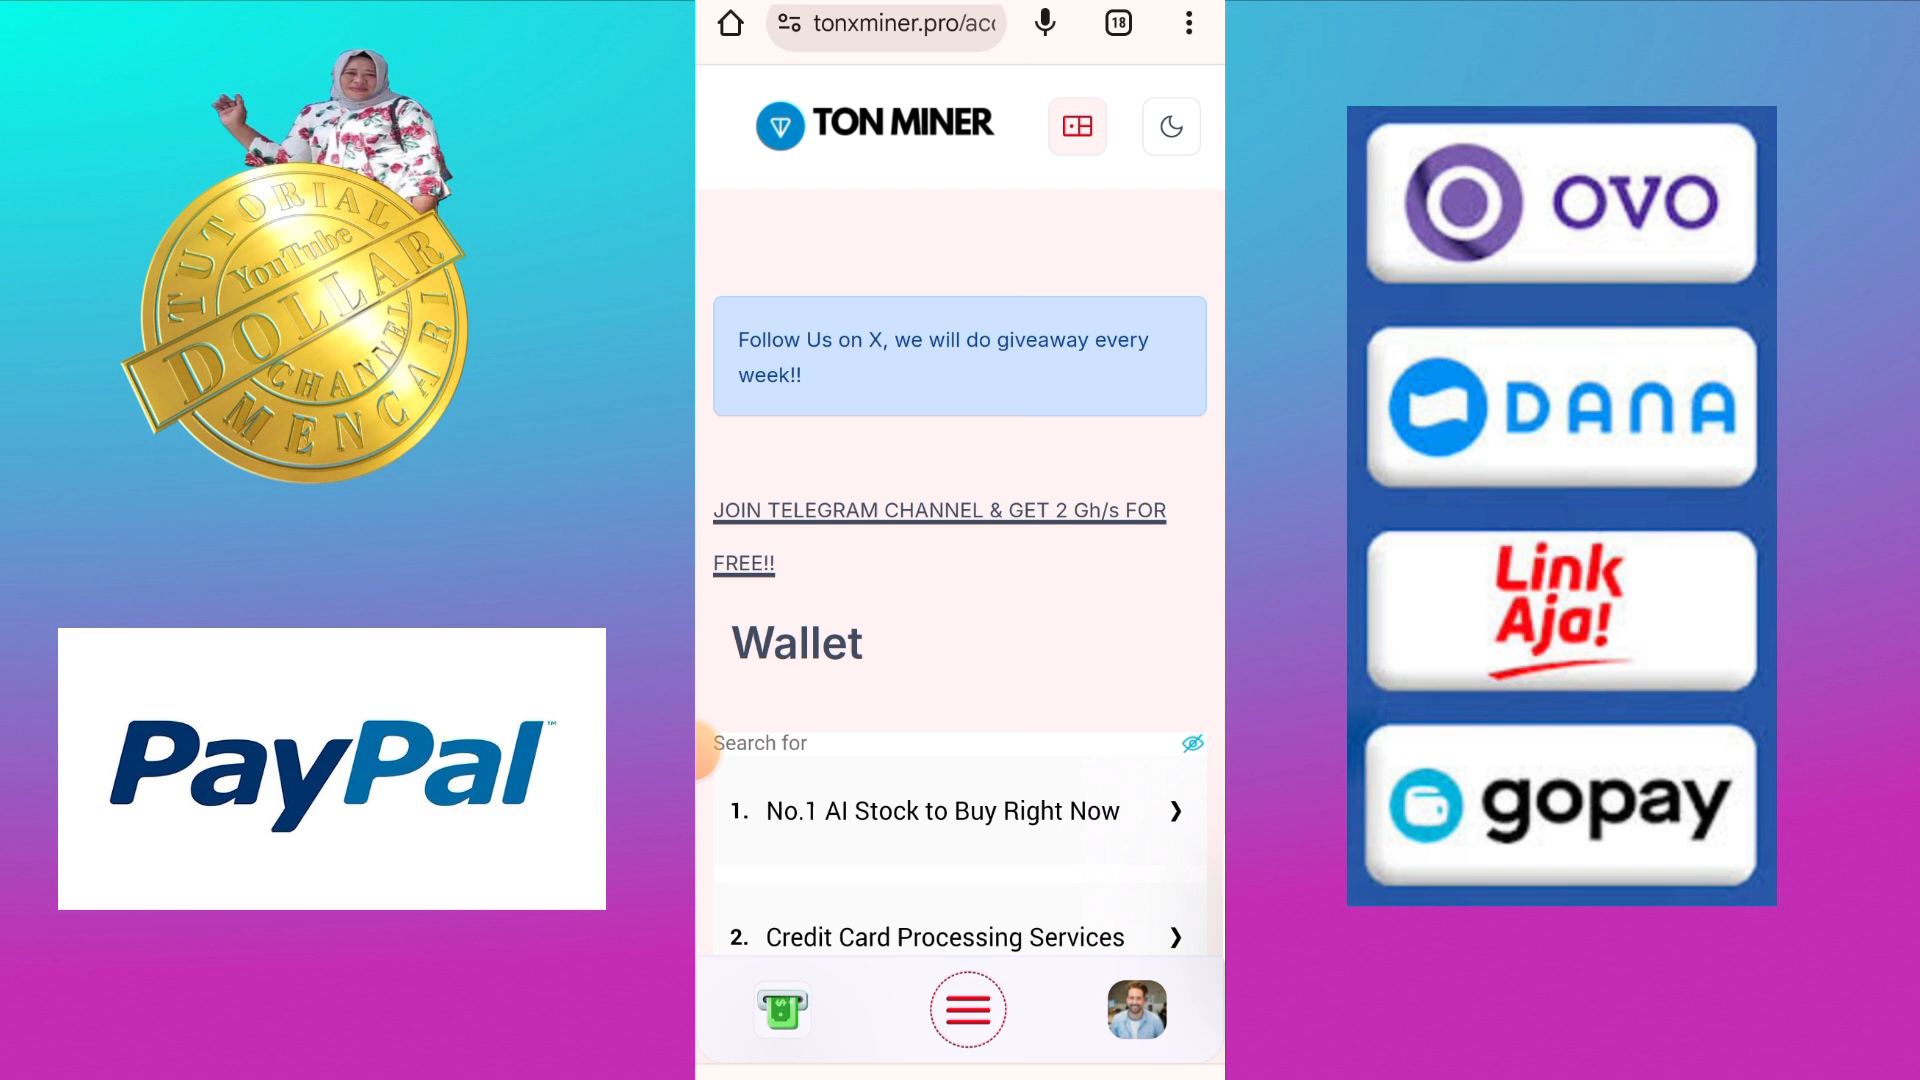 TUTORIAL
YouTube
DOLLAR
CHANNEL
MENCARI
PayPal
TM
tonxminer.pro/acc
18
TON MINER
Follow Us on X, we will do giveaway every
week!!
JOIN TELEGRAM CHANNEL & GET 2 Gh/s FOR
FREE!!
Wallet
Search for
1. No.1 AI Stock to Buy Right Now
2. Credit Card Processing Services
OVO
DANA
Link
Aja!
gopay